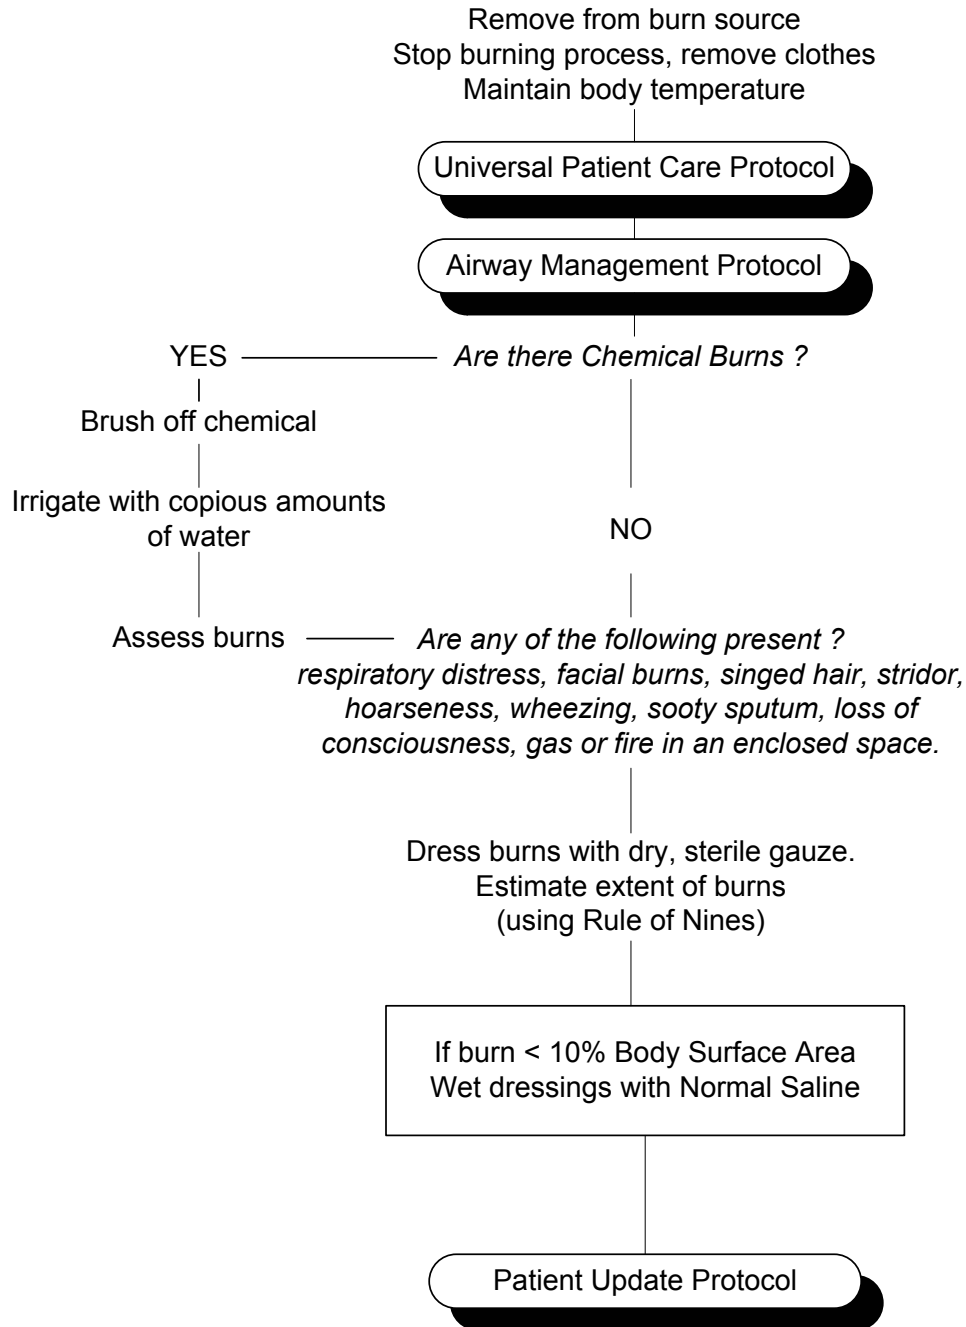 Remove from burn source
Stop burning process, remove clothes
Maintain body temperature
Universal Patient Care Protocol
Airway Management Protocol
YES
Are there Chemical Burns ?
Brush off chemical
Irrigate with copious amounts
of water
NO
Assess burns
Are any of the following present ?
respiratory distress, facial burns, singed hair, stridor,
hoarseness, wheezing, sooty sputum, loss of
consciousness, gas or fire in an enclosed space.
Dress burns with dry, sterile gauze.
Estimate extent of burns
(using Rule of Nines)
If burn < 10% Body Surface Area
Wet dressings with Normal Saline
Patient Update Protocol